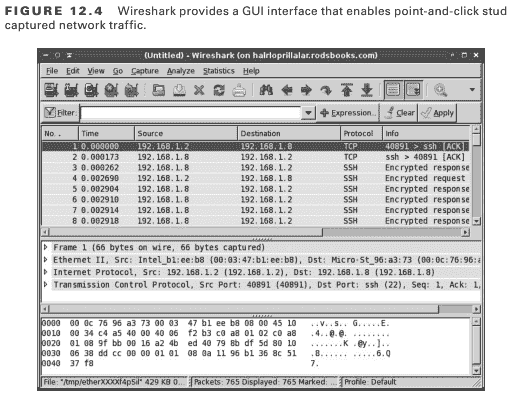 FIGURE 12.4 Wireshark provides a GUI interface that enables point-and-click stud
captured network traffic.
(Untitled) - Wireshark (on halrloprillalar.rodsbooks.com)
File Edit View Go Capture Analyze Statistics Help
Filter: Expression... Clear Apply
No. . Time Source Destination Protocol Info
1 0.000000 192.168.1.2 192.168.1.8 TCP 40891 > ssh [ACK]
2 0.000173 192.168.1.8 192.168.1.2 TCP ssh > 40891 [ACK]
3 0.000262 192.168.1.8 192.168.1.2 SSH Encrypted response
4 0.002690 192.168.1.2 192.168.1.8 SSH Encrypted request
5 0.002904 192.168.1.8 192.168.1.2 SSH Encrypted response
6 0.002910 192.168.1.8 192.168.1.2 SSH Encrypted response
7 0.002914 192.168.1.8 192.168.1.2 SSH Encrypted response
8 0.002918 192.168.1.8 192.168.1.2 SSH Encrypted response
Frame 1 (66 bytes on wire, 66 bytes captured)
Ethernet II, Src: Intel_b1:ee:b8 (00:03:47:b1:ee:b8), Dst: Micro-St_96:a3:73 (00:0c:76:96:a
Internet Protocol, Src: 192.168.1.2 (192.168.1.2), Dst: 192.168.1.8 (192.168.1.8)
Transmission Control Protocol, Src Port: 40891 (40891), Dst Port: ssh (22), Seq: 1, Ack: 1,
0000 00 0c 76 96 a3 73 00 03 47 b1 ee b8 08 00 45 10 ..v..s.. G.....E.
0010 00 34 c4 a5 40 00 40 06 f2 b3 c0 a8 01 02 c0 a8 .4..@.@. ........
0020 01 08 9f bb 00 16 a2 4b ed 40 79 8b df 5d 80 10 .......K .@y..]..
0030 06 38 dd cc 00 00 01 01 08 0a 11 96 b1 36 8c 51 .8...... .....6.Q
0040 37 f8 7.
File: "/tmp/etherXXXXf4pSil" 429 KB 0... Packets: 765 Displayed: 765 Marked: ... Profile: Default